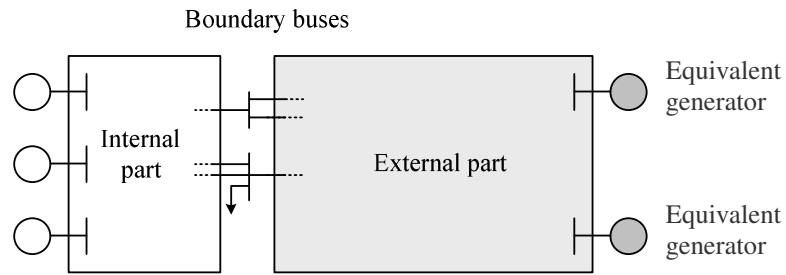 Boundary buses
Internal
part
External part
Equivalent
generator
Equivalent
generator